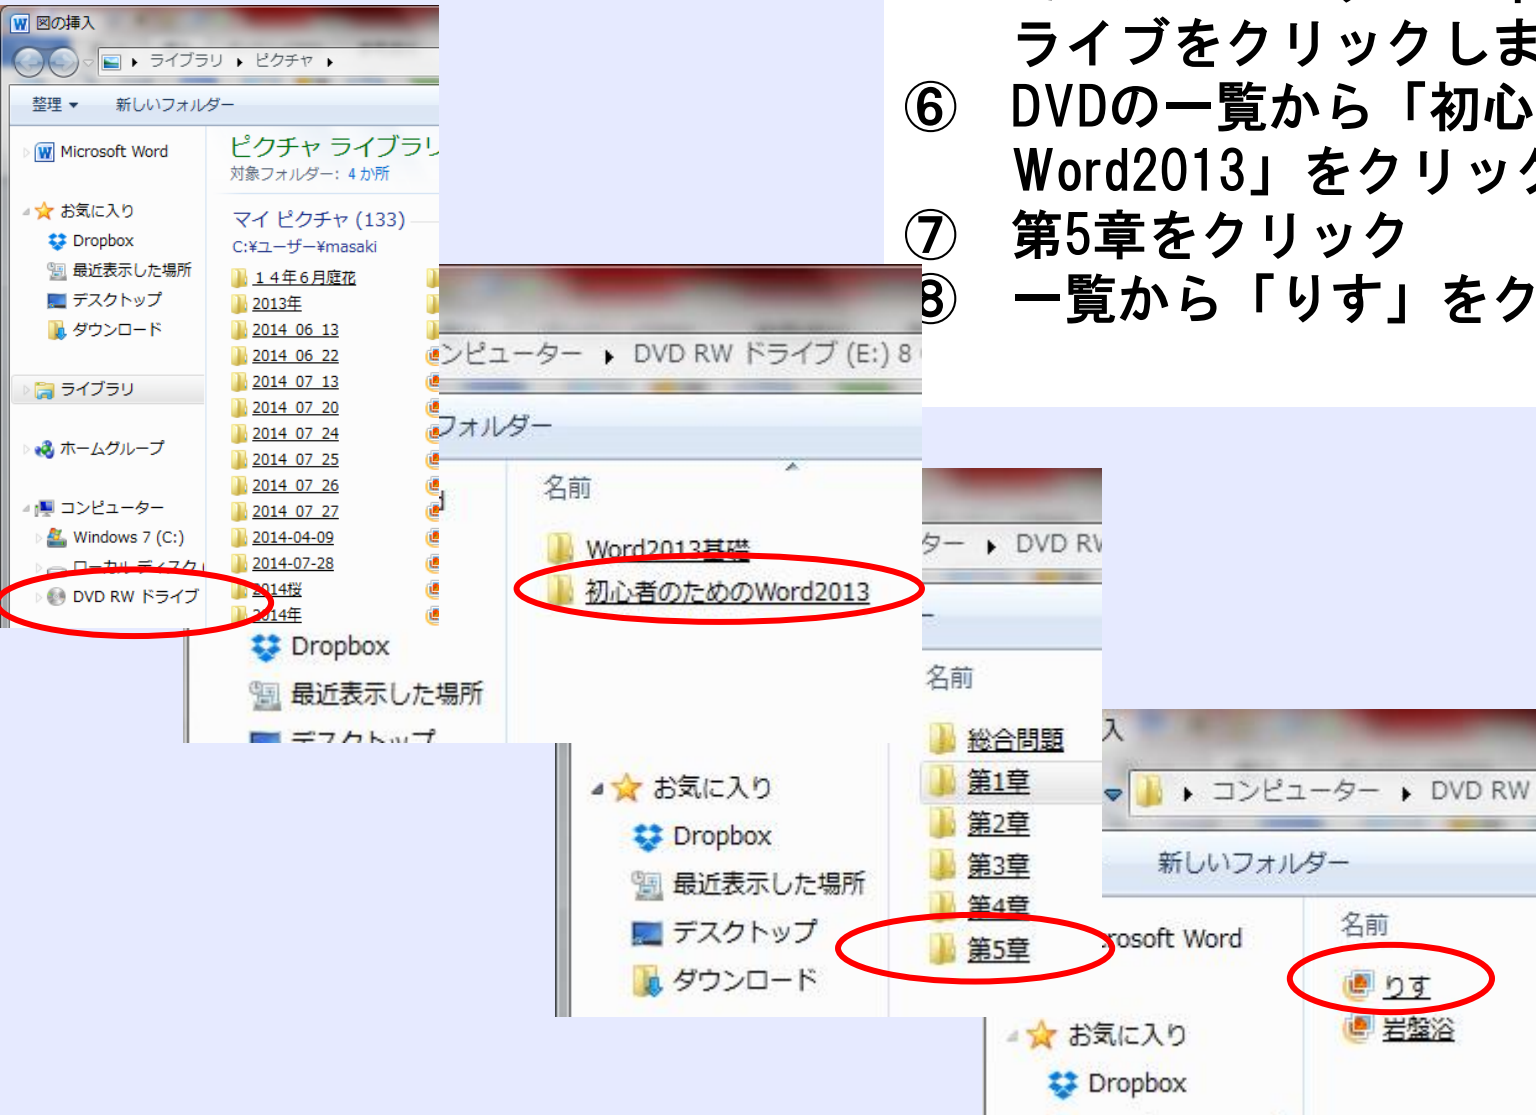 ライブをクリックしま
⑥ DVDの一覧から「初心
Word2013」をクリック
⑦ 第5章をクリック
⑧ 一覧から「りす」をク
図の挿入
ライブラリ ▸ ピクチャ ▸
整理 ▼ 新しいフォルダー
Microsoft Word
お気に入り
Dropbox
最近表示した場所
デスクトップ
ダウンロード
ライブラリ
ホームグループ
コンピューター
Windows 7 (C:)
ローカル ディスク
DVD RW ドライブ
ピクチャ ライブラリ
対象フォルダー: 4 か所
マイ ピクチャ (133)
C:¥ユーザー¥masaki
１４年６月庭花
2013年
2014_06_13
2014_06_22
2014_07_13
2014_07_20
2014_07_24
2014_07_25
2014_07_26
2014_07_27
2014-04-09
2014-07-28
2014桜
2014年
ンピューター ▸ DVD RW ドライブ (E:) 8
フォルダー
名前
Word2013基礎
初心者のためのWord2013
Dropbox
最近表示した場所
デスクトップ
ター ▸ DVD RW
名前
総合問題
第1章
第2章
第3章
第4章
第5章
お気に入り
Dropbox
最近表示した場所
デスクトップ
ダウンロード
入
▸ コンピューター ▸ DVD RW
新しいフォルダー
rosoft Word
名前
りす
岩盤浴
お気に入り
Dropbox